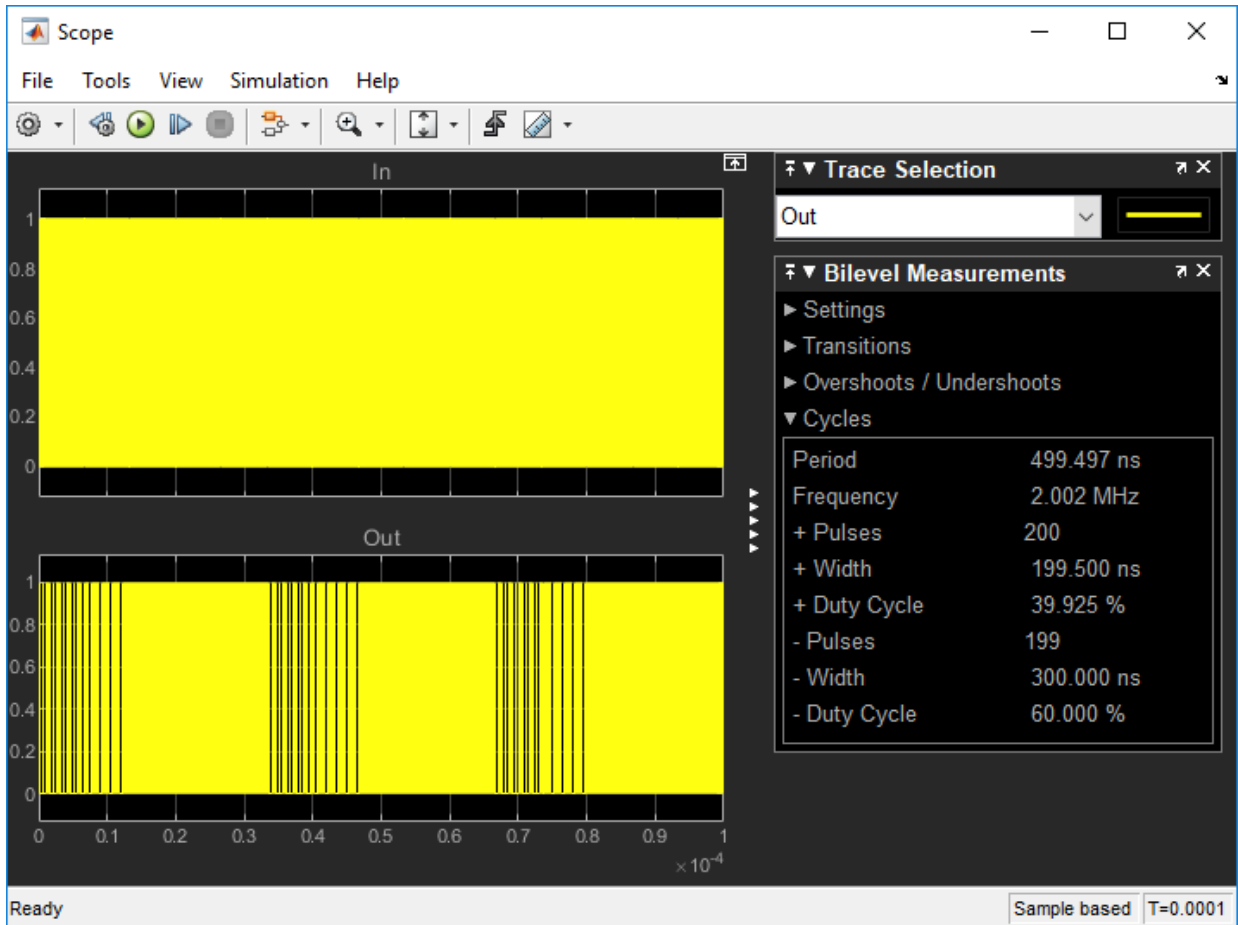 Scope
File Tools View Simulation Help
In
1
0.8
0.6
0.4
0.2
0
Out
1
0.8
0.6
0.4
0.2
0
0 0.1 0.2 0.3 0.4 0.5 0.6 0.7 0.8 0.9 1
×10-4
Trace Selection
Out
Bilevel Measurements
Settings
Transitions
Overshoots / Undershoots
Cycles
Period 499.497 ns
Frequency 2.002 MHz
+ Pulses 200
+ Width 199.500 ns
+ Duty Cycle 39.925 %
- Pulses 199
- Width 300.000 ns
- Duty Cycle 60.000 %
Ready Sample based T=0.0001